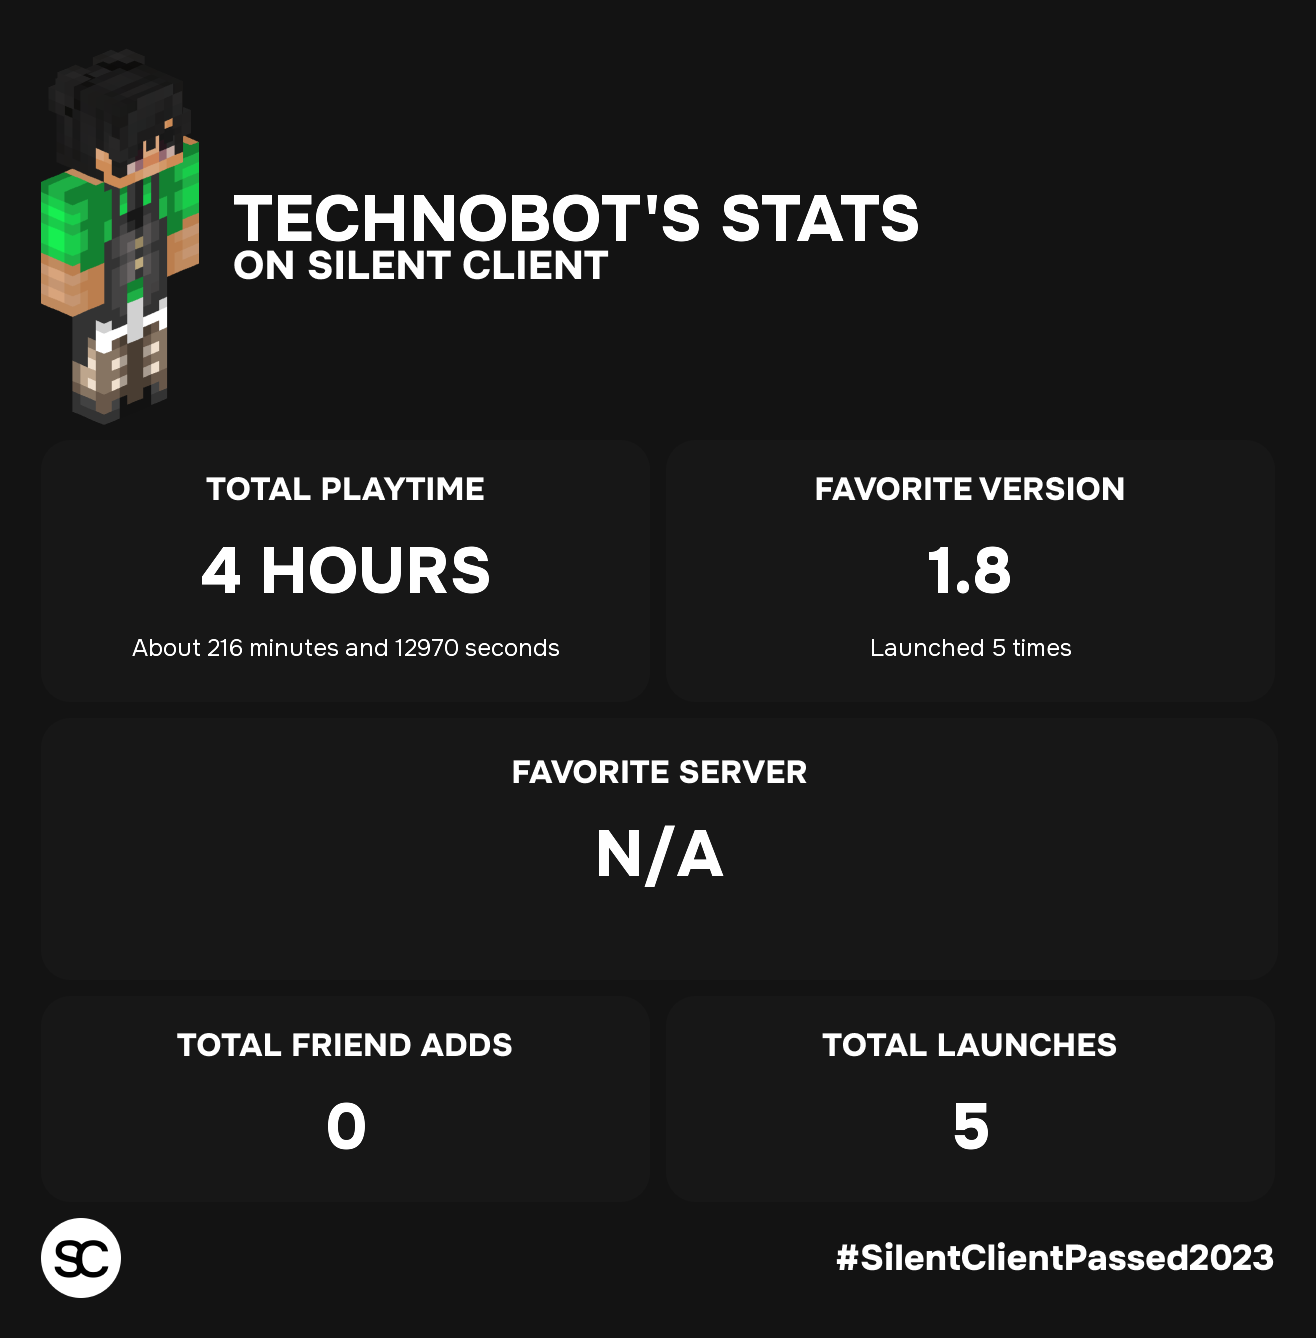 TECHNOBOT'S STATS
ON SILENT CLIENT
TOTAL PLAYTIME
4 HOURS
About 216 minutes and 12970 seconds
FAVORITE VERSION
1.8
Launched 5 times
FAVORITE SERVER
N/A
TOTAL FRIEND ADDS
0
TOTAL LAUNCHES
5
SC
#SilentClientPassed2023